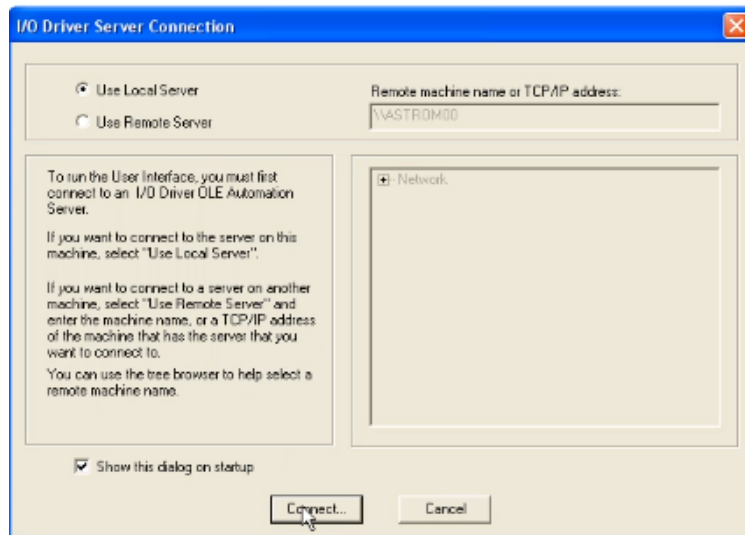 I/O Driver Server Connection
Use Local Server
Use Remote Server
Remote machine name or TCP/IP address:
\\ASTROM00
To run the User Interface, you must first
connect to an I/O Driver OLE Automation
Server.
If you want to connect to the server on this
machine, select "Use Local Server".
If you want to connect to a server on another
machine, select "Use Remote Server" and
enter the machine name, or a TCP/IP address
of the machine that has the server that you
want to connect to.
You can use the tree browser to help select a
remote machine name.
Network
Show this dialog on startup
Connect...
Cancel